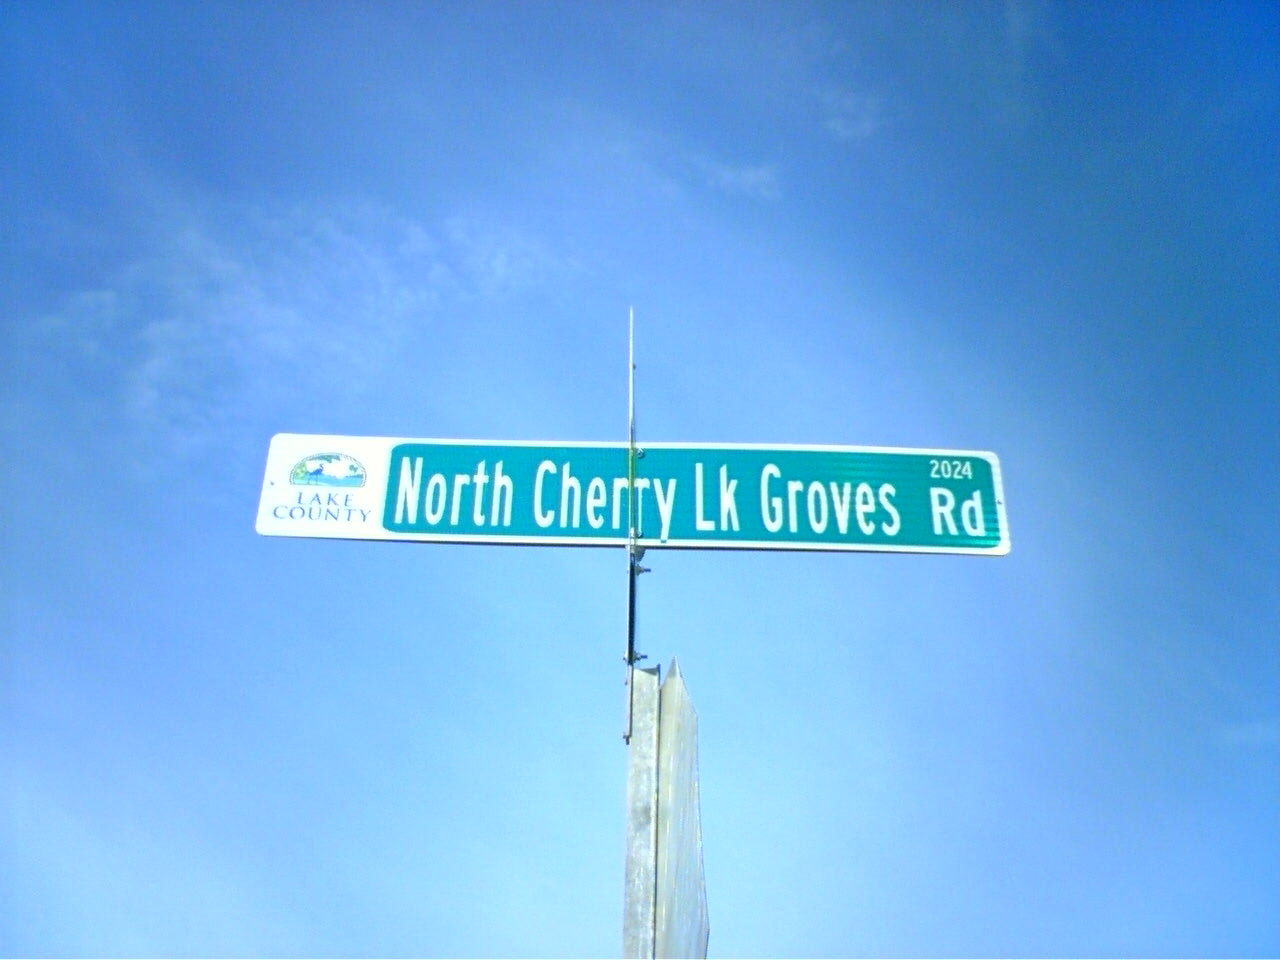 LAKE
COUNTY
North Cherry Lk Groves Rd
2024